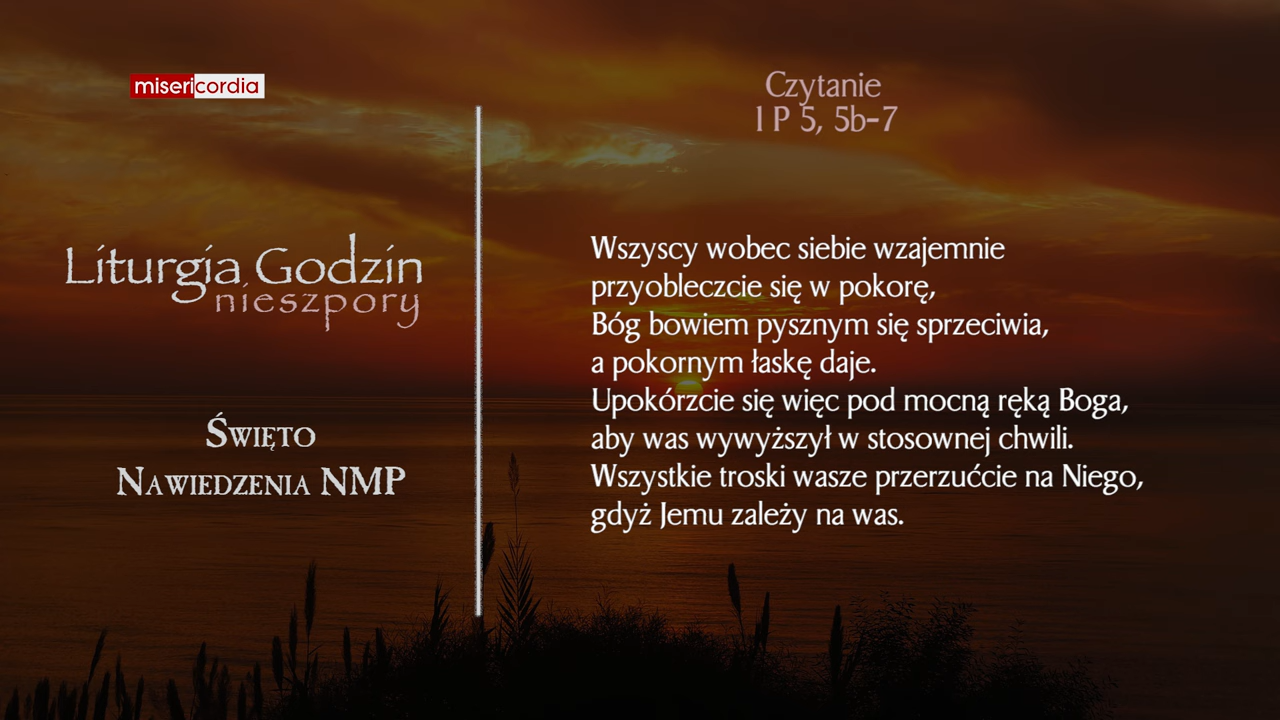 misericordia
Liturgia Godzin
nieszpory
Święto
Nawiedzenia NMP
Czytanie
1 P 5, 5b-7
Wszyscy wobec siebie wzajemnie
przyobleczcie się w pokorę,
Bóg bowiem pysznym się sprzeciwia,
a pokornym łaskę daje.
Upokórzcie się więc pod mocną ręką Boga,
aby was wywyższył w stosownej chwili.
Wszystkie troski wasze przerzućcie na Niego,
gdyż Jemu zależy na was.